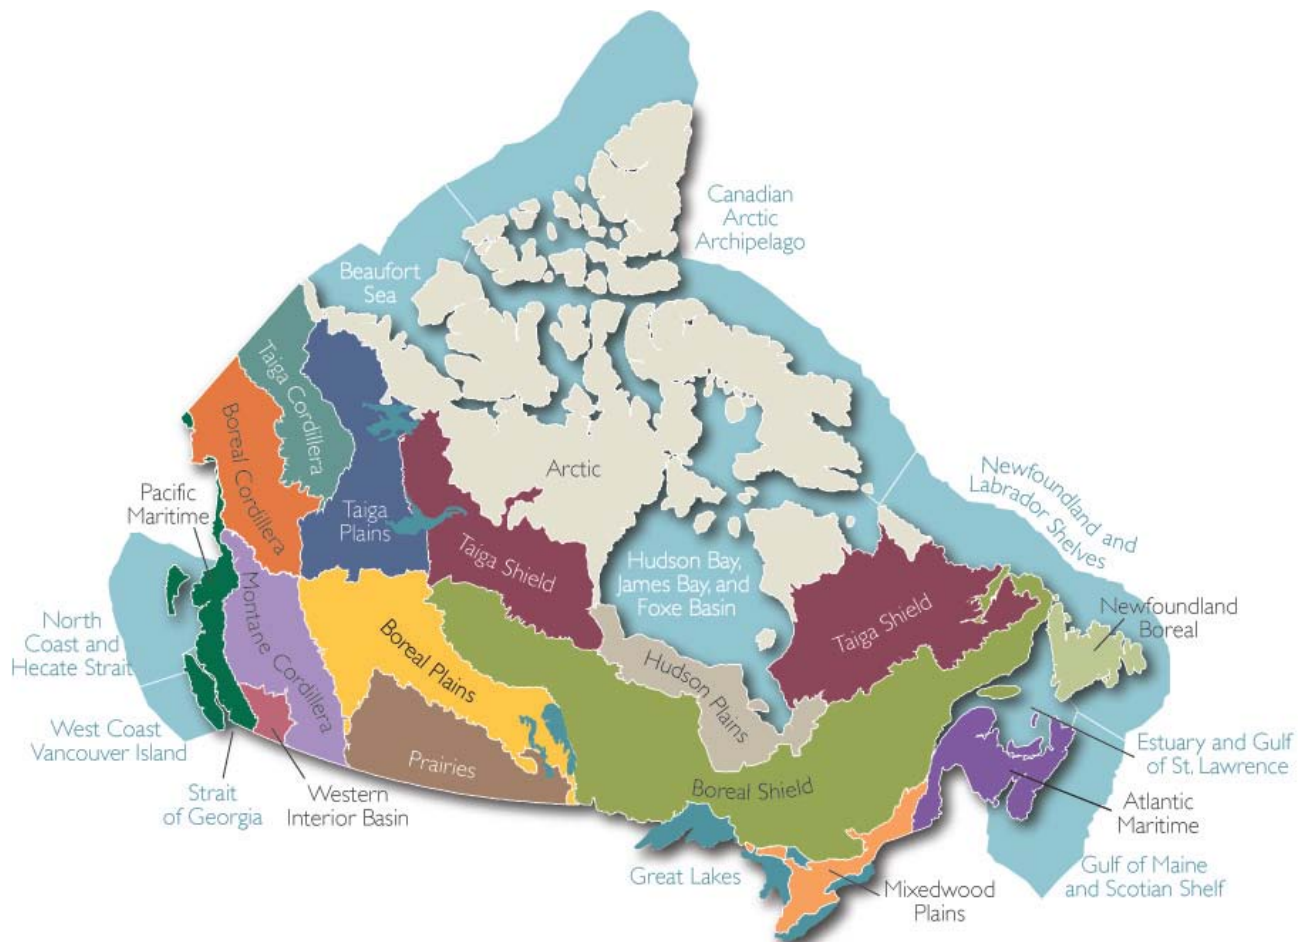 Canadian
Arctic
Archipelago
Beaufort
Sea
Taiga Cordillera
Boreal Cordillera
Arctic
Newfoundland and
Labrador Shelves
Pacific
Maritime
Taiga
Plains
Taiga Shield
Hudson Bay,
James Bay, and
Foxe Basin
Taiga Shield
Newfoundland
Boreal
North
Coast and
Hecate Strait
Montane Cordillera
Boreal Plains
Hudson Plains
West Coast
Vancouver Island
Prairies
Boreal Shield
Estuary and Gulf
of St. Lawrence
Strait
of Georgia
Western
Interior Basin
Atlantic
Maritime
Great Lakes
Mixedwood
Plains
Gulf of Maine
and Scotian Shelf